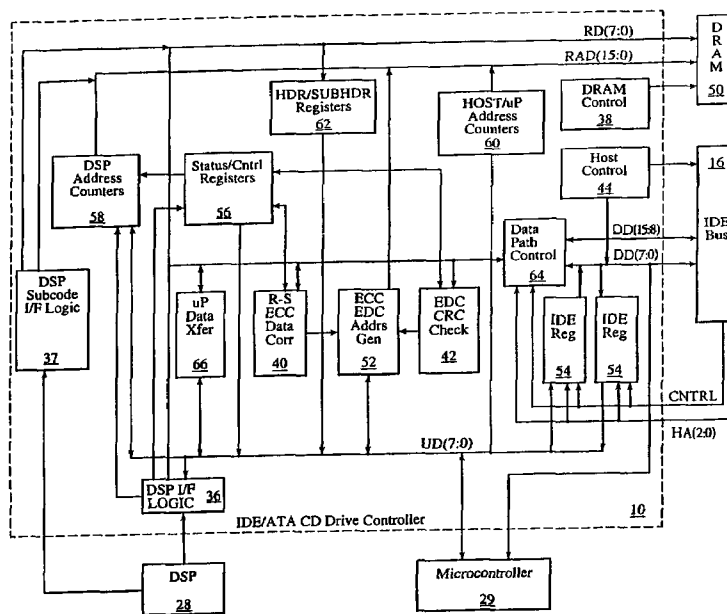 RD(7:0)
RAD(15:0)
D
R
A
M
50
HDR/SUBHDR
Registers
62
HOST/uP
Address
Counters
60
DRAM
Control
38
DSP
Address
Counters
58
Status/Cntrl
Registers
56
Host
Control
44
16
IDE
Bus
Data
Path
Control
64
DD(15:8)
DD(7:0)
DSP
Subcode
I/F Logic
37
uP
Data
Xfer
66
R-S
ECC
Data
Corr
40
ECC
EDC
Addrs
Gen
52
EDC
CRC
Check
42
IDE
Reg
54
IDE
Reg
54
CNTRL
HA(2:0)
UD(7:0)
DSP I/F
LOGIC
36
IDE/ATA CD Drive Controller
10
DSP
28
Microcontroller
29